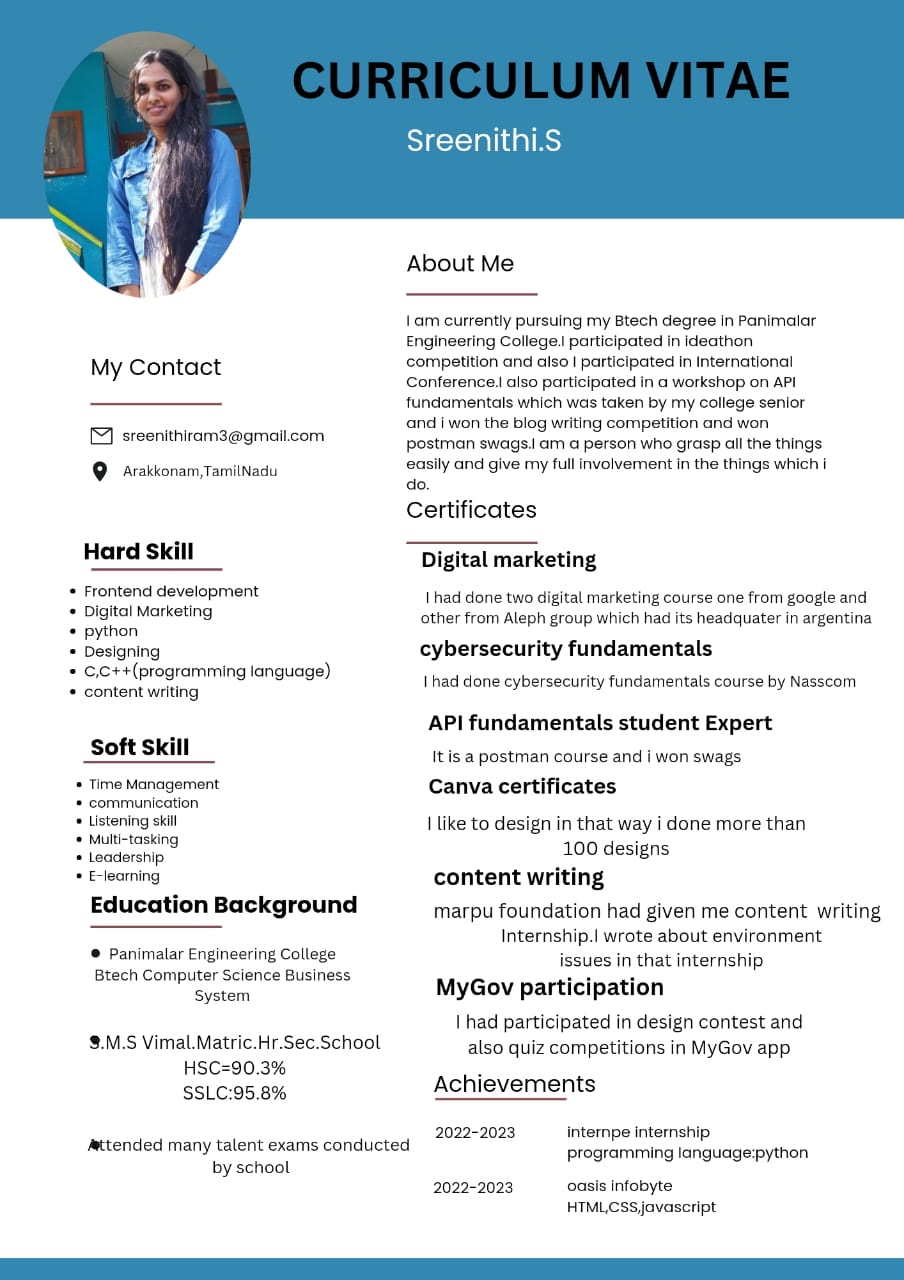 CURRICULUM VITAE
Sreenithi.S
My Contact
sreenithiram3@gmail.com
Arakkonam,TamilNadu
Hard Skill
Frontend development
Digital Marketing
python
Designing
C,C++(programming language)
content writing
Soft Skill
Time Management
communication
Listening skill
Multi-tasking
Leadership
E-learning
Education Background
Panimalar Engineering College
Btech Computer Science Business
System
S.M.S Vimal.Matric.Hr.Sec.School
HSC=90.3%
SSLC:95.8%
Attended many talent exams conducted
by school
About Me
I am currently pursuing my Btech degree in Panimalar
Engineering College.I participated in ideathon
competition and also I participated in International
Conference.I also participated in a workshop on API
fundamentals which was taken by my college senior
and i won the blog writing competition and won
postman swags.I am a person who grasp all the things
easily and give my full involvement in the things which i
do.
Certificates
Digital marketing
I had done two digital marketing course one from google and
other from Aleph group which had its headquater in argentina
cybersecurity fundamentals
I had done cybersecurity fundamentals course by Nasscom
API fundamentals student Expert
It is a postman course and i won swags
Canva certificates
I like to design in that way i done more than
100 designs
content writing
marpu foundation had given me content writing
Internship.I wrote about environment
issues in that internship
MyGov participation
I had participated in design contest and
also quiz competitions in MyGov app
Achievements
2022-2023 internpe internship
programming language:python
2022-2023 oasis infobyte
HTML,CSS,javascript